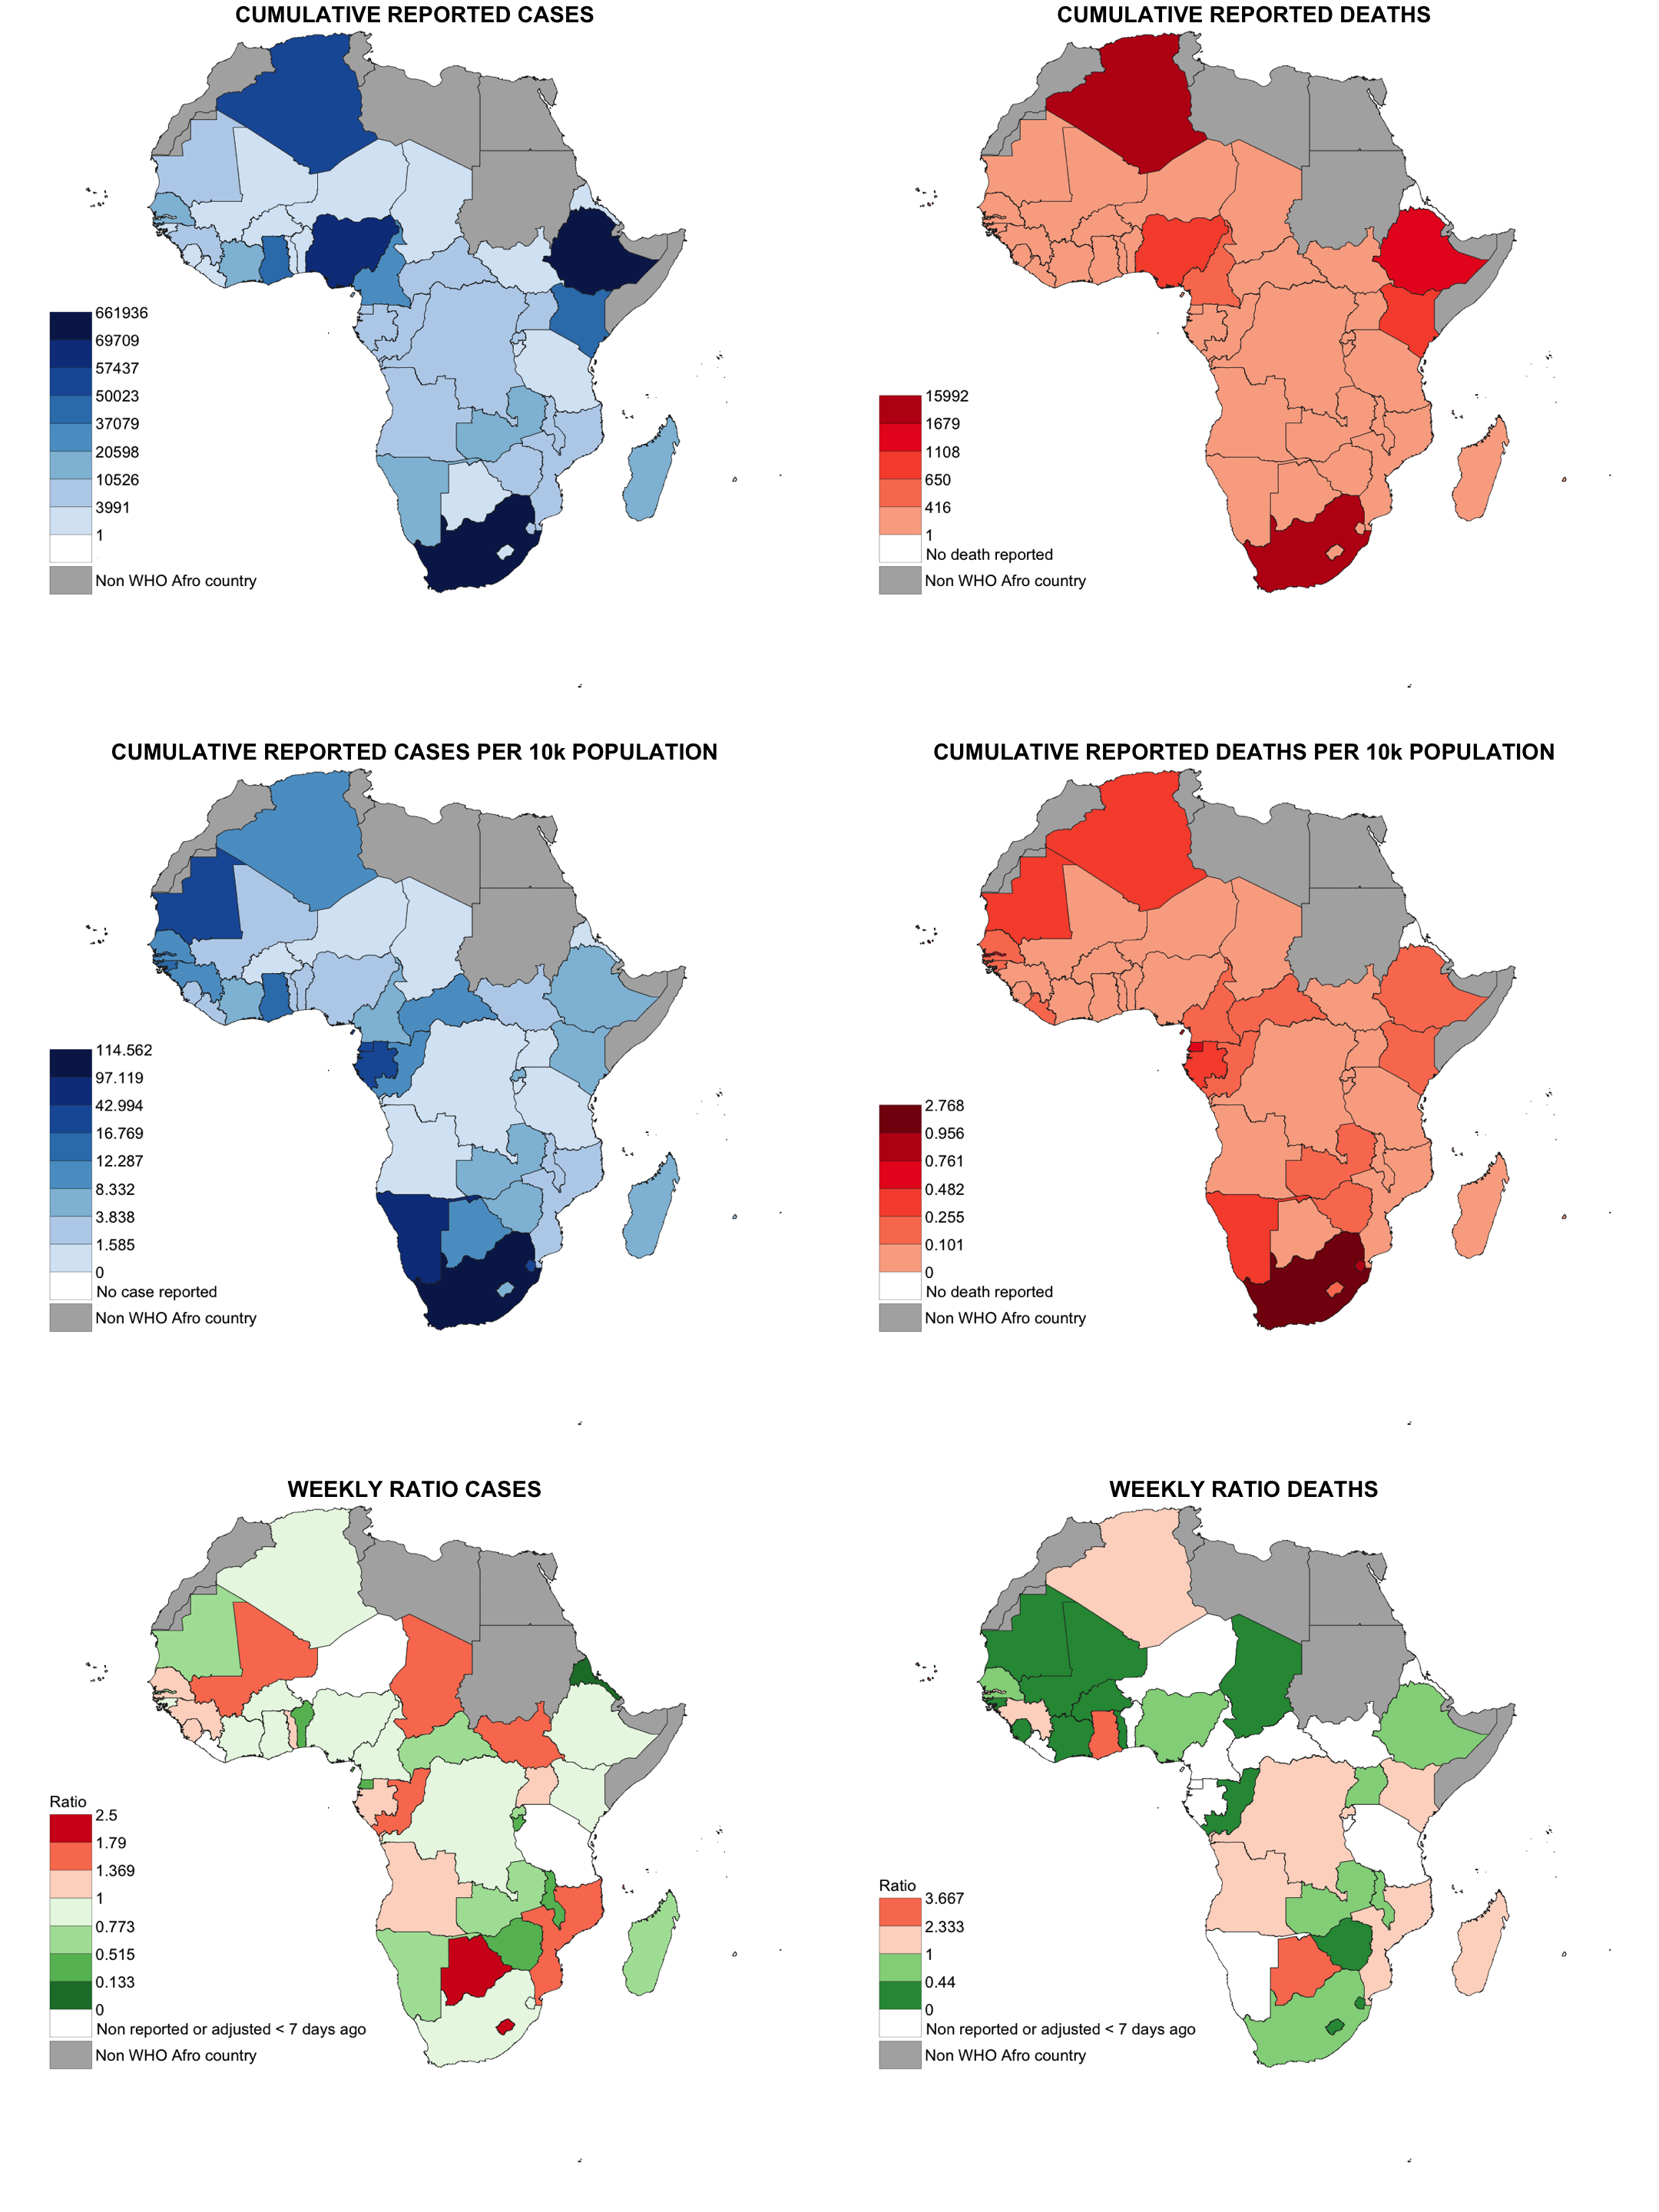 CUMULATIVE REPORTED CASES
661936
69709
57437
50023
37079
20598
10526
3991
1
Non WHO Afro country
CUMULATIVE REPORTED DEATHS
15992
1679
1108
650
416
1
No death reported
Non WHO Afro country
CUMULATIVE REPORTED CASES PER 10k POPULATION
114.562
97.119
42.994
16.769
12.287
8.332
3.838
1.585
0
No case reported
Non WHO Afro country
CUMULATIVE REPORTED DEATHS PER 10k POPULATION
2.768
0.956
0.761
0.482
0.255
0.101
0
No death reported
Non WHO Afro country
WEEKLY RATIO CASES
Ratio
2.5
1.79
1.369
1
0.773
0.515
0.133
0
Non reported or adjusted < 7 days ago
Non WHO Afro country
WEEKLY RATIO DEATHS
Ratio
3.667
2.333
1
0.44
0
Non reported or adjusted < 7 days ago
Non WHO Afro country